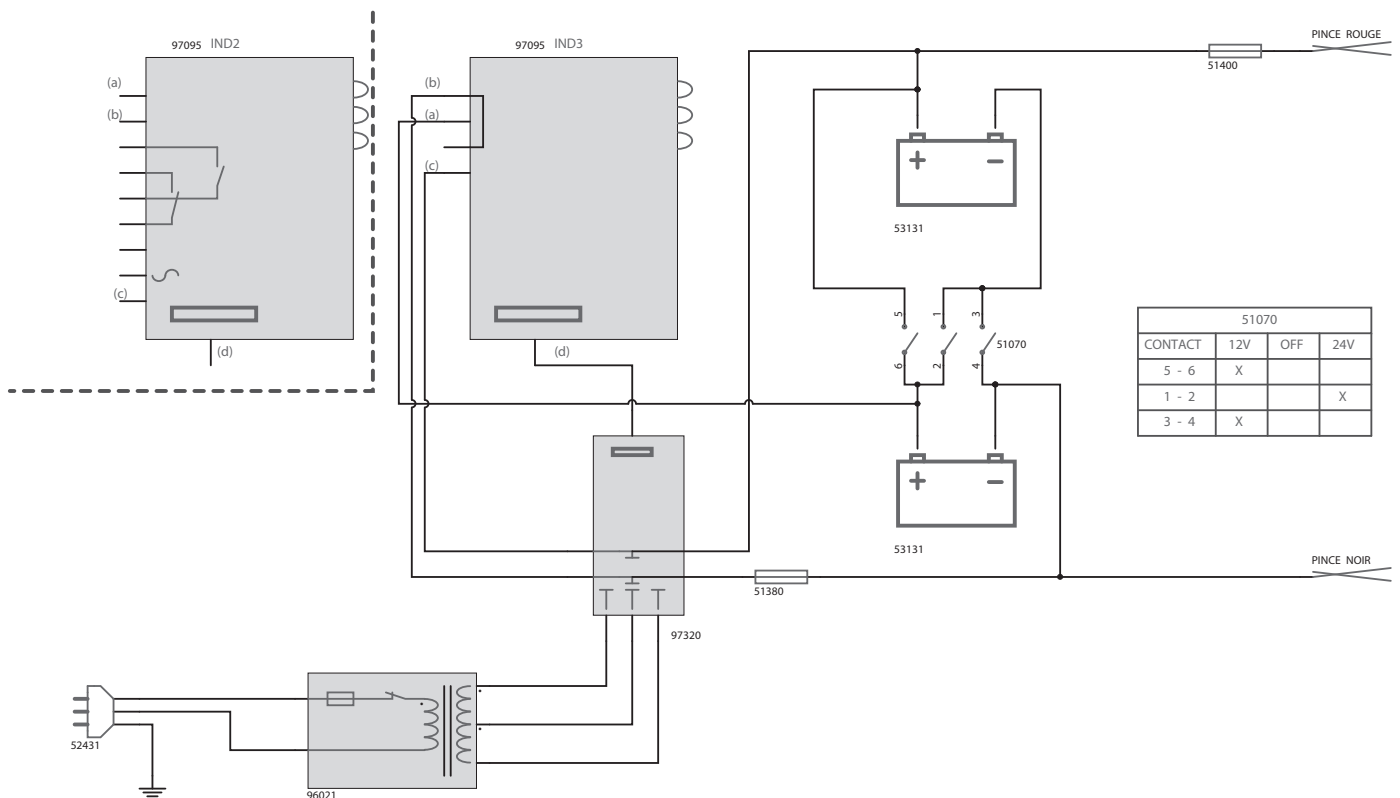 PINCE ROUGE
97095 IND2
97095 IND3
51400
(a)
(b)
(b)
(a)
(c)
+ −
53131
(c)
5 1 3
51070
6 2 4
(d)
(d)
51070
CONTACT 12V OFF 24V
5 - 6 X
1 - 2 X
3 - 4 X
+ −
53131
PINCE NOIR
51380
97320
52431
96021